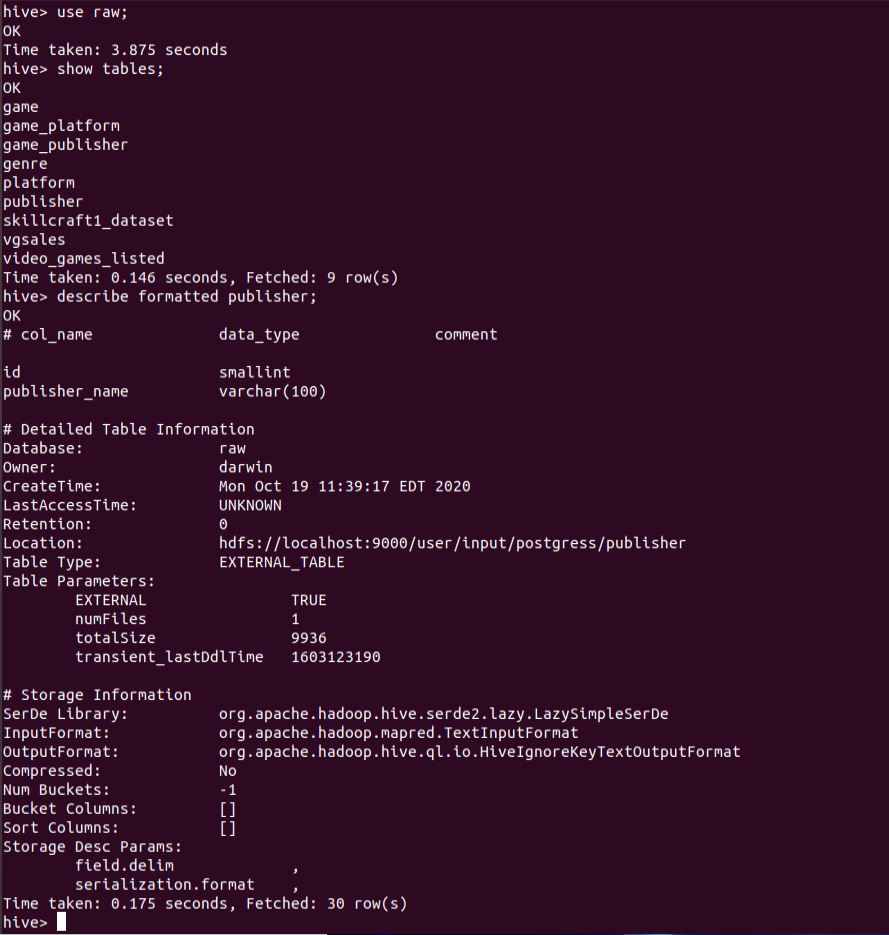 hive> use raw;
OK
Time taken: 3.875 seconds
hive> show tables;
OK
game
game_platform
game_publisher
genre
platform
publisher
skillcraft1_dataset
vgsales
video_games_listed
Time taken: 0.146 seconds, Fetched: 9 row(s)
hive> describe formatted publisher;
OK
# col_name              data_type               comment
id                      smallint
publisher_name          varchar(100)
# Detailed Table Information
Database:               raw
Owner:                  darwin
CreateTime:             Mon Oct 19 11:39:17 EDT 2020
LastAccessTime:         UNKNOWN
Retention:              0
Location:               hdfs://localhost:9000/user/input/postgress/publisher
Table Type:             EXTERNAL_TABLE
Table Parameters:
        EXTERNAL                TRUE
        numFiles                1
        totalSize               9936
        transient_lastDdlTime   1603123190
# Storage Information
SerDe Library:          org.apache.hadoop.hive.serde2.lazy.LazySimpleSerDe
InputFormat:            org.apache.hadoop.mapred.TextInputFormat
OutputFormat:           org.apache.hadoop.hive.ql.io.HiveIgnoreKeyTextOutputFormat
Compressed:             No
Num Buckets:            -1
Bucket Columns:         []
Sort Columns:           []
Storage Desc Params:
        field.delim             ,
        serialization.format    ,
Time taken: 0.175 seconds, Fetched: 30 row(s)
hive>